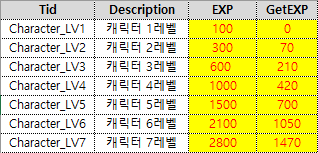 Tid Description EXP GetEXP
Character_LV1 캐릭터 1레벨 100 0
Character_LV2 캐릭터 2레벨 300 70
Character_LV3 캐릭터 3레벨 600 210
Character_LV4 캐릭터 4레벨 1000 420
Character_LV5 캐릭터 5레벨 1500 700
Character_LV6 캐릭터 6레벨 2100 1050
Character_LV7 캐릭터 7레벨 2800 1470